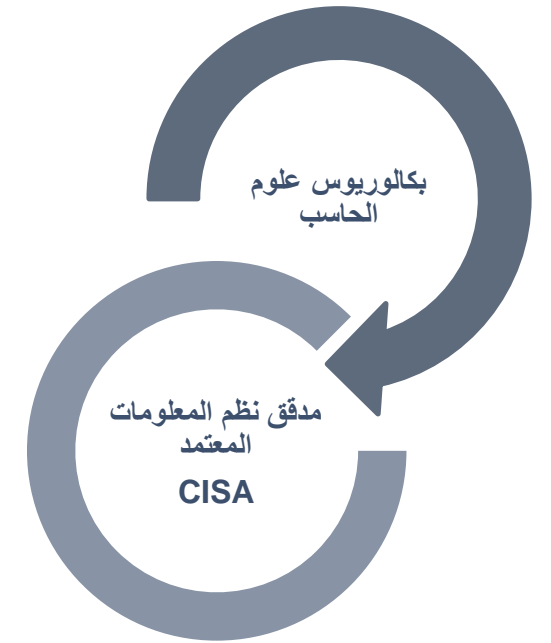 بكالوريوس علوم
الحاسب
مدقق نظم المعلومات
المعتمد
CISA